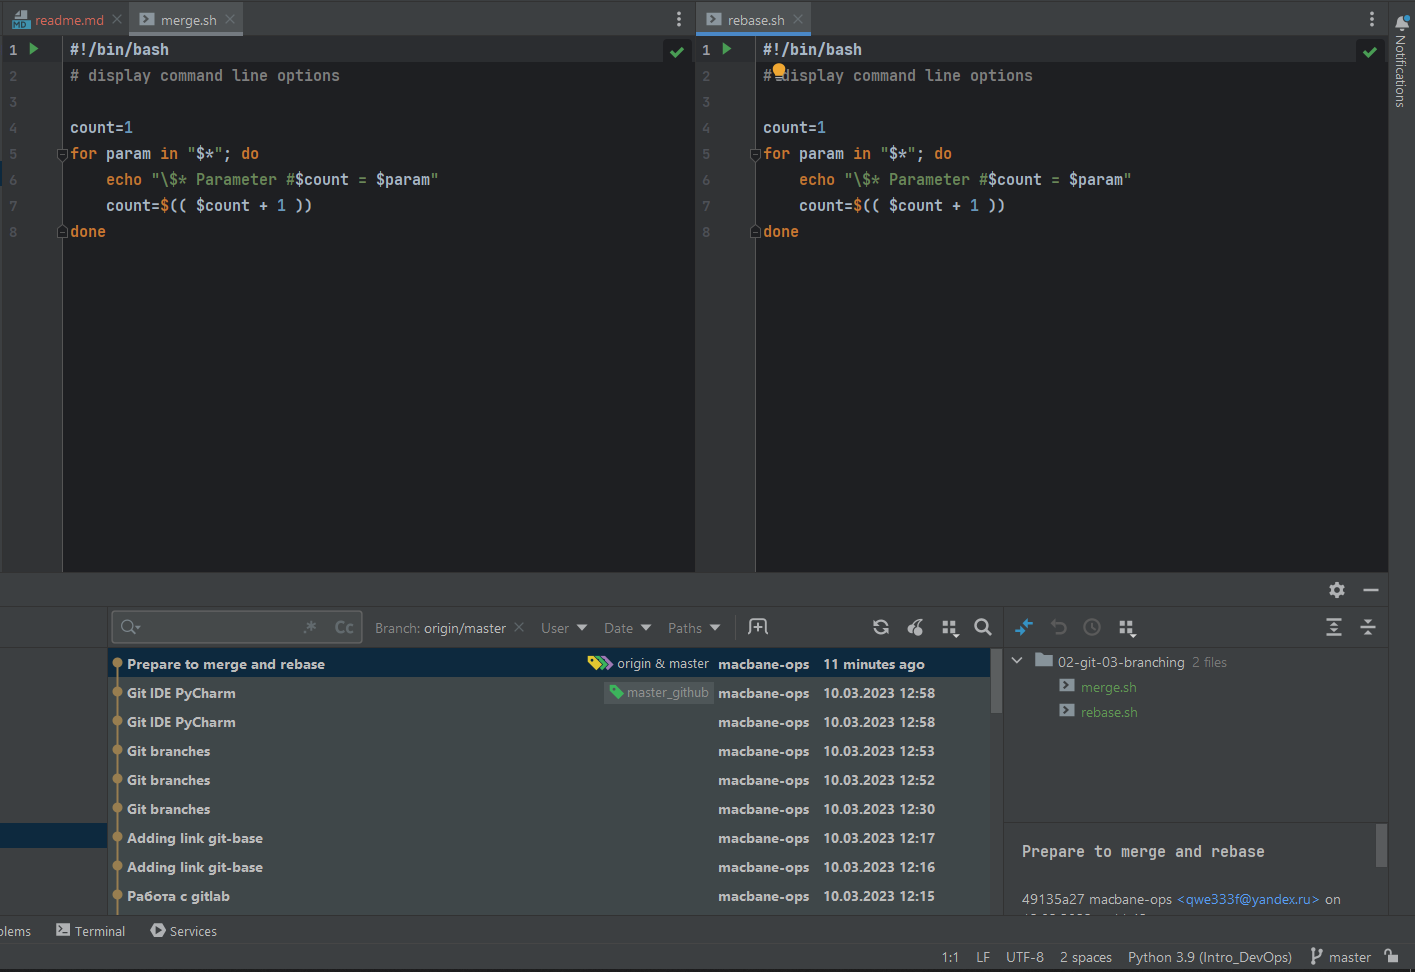 readme.md
merge.sh
rebase.sh
Notifications
1 #!/bin/bash
2 # display command line options
3
4 count=1
5 for param in "$*"; do
6 echo "\$* Parameter #$count = $param"
7 count=$(( $count + 1 ))
8 done
1 #!/bin/bash
2 # display command line options
3
4 count=1
5 for param in "$*"; do
6 echo "\$* Parameter #$count = $param"
7 count=$(( $count + 1 ))
8 done
.* Cc Branch: origin/master User Date Paths
Prepare to merge and rebase origin & master macbane-ops 11 minutes ago
Git IDE PyCharm master_github macbane-ops 10.03.2023 12:58
Git IDE PyCharm macbane-ops 10.03.2023 12:58
Git branches macbane-ops 10.03.2023 12:53
Git branches macbane-ops 10.03.2023 12:52
Git branches macbane-ops 10.03.2023 12:30
Adding link git-base macbane-ops 10.03.2023 12:17
Adding link git-base macbane-ops 10.03.2023 12:16
Работа с gitlab macbane-ops 10.03.2023 12:15
02-git-03-branching 2 files
merge.sh
rebase.sh
Prepare to merge and rebase
49135a27 macbane-ops <qwe333f@yandex.ru> on
blems Terminal Services
1:1 LF UTF-8 2 spaces Python 3.9 (Intro_DevOps) master